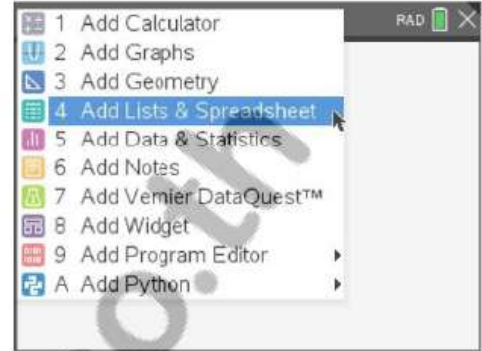 1 Add Calculator
RAD
2 Add Graphs
3 Add Geometry
4 Add Lists & Spreadsheet
5 Add Data & Statistics
6 Add Notes
7 Add Vernier DataQuest™
8 Add Widget
9 Add Program Editor
A Add Python